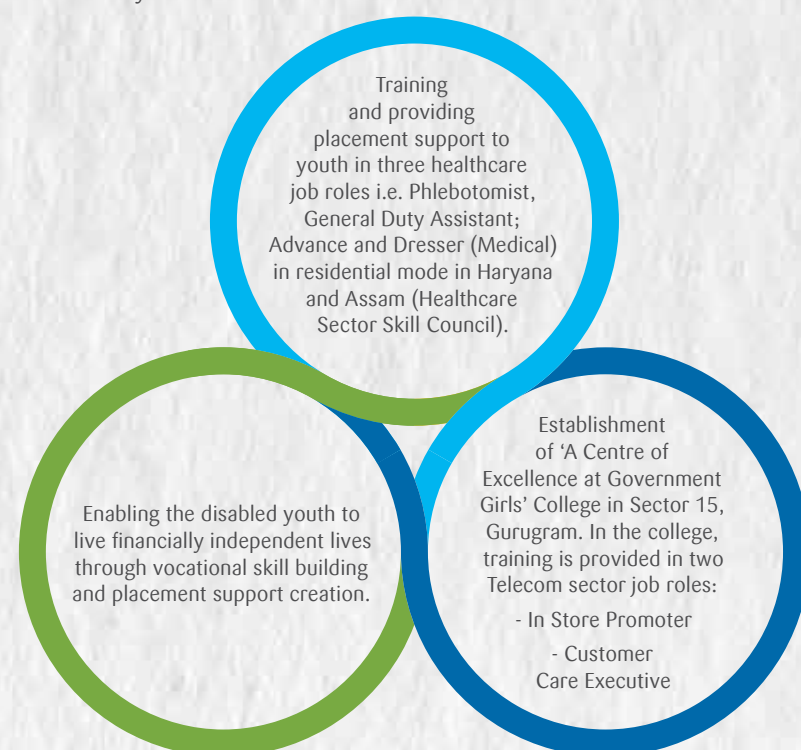 Training
and providing
placement support to
youth in three healthcare
job roles i.e. Phlebotomist,
General Duty Assistant;
Advance and Dresser (Medical)
in residential mode in Haryana
and Assam (Healthcare
Sector Skill Council).
Enabling the disabled youth to
live financially independent lives
through vocational skill building
and placement support creation.
Establishment
of ‘A Centre of
Excellence at Government
Girls’ College in Sector 15,
Gurugram. In the college,
training is provided in two
Telecom sector job roles:
- In Store Promoter
- Customer
Care Executive